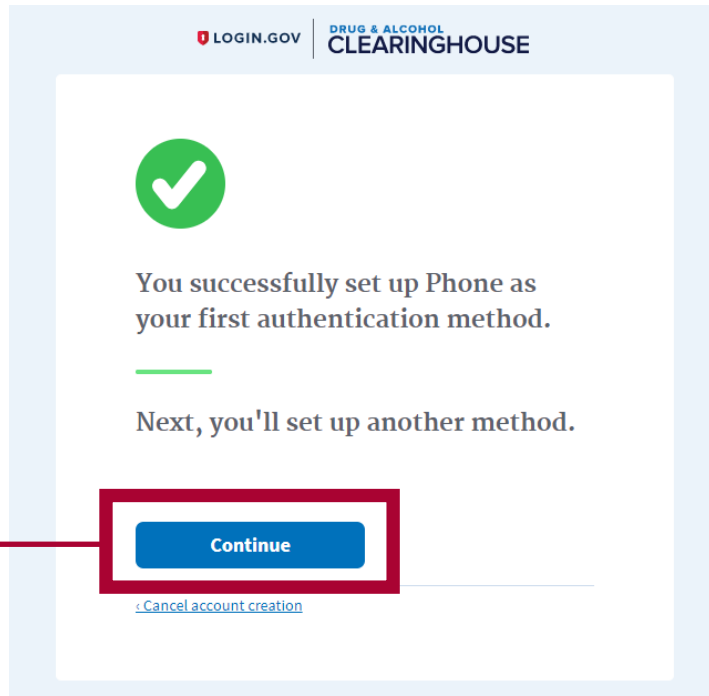 LOGIN.GOV
DRUG & ALCOHOL
CLEARINGHOUSE
You successfully set up Phone as
your first authentication method.
Next, you'll set up another method.
Continue
‹ Cancel account creation